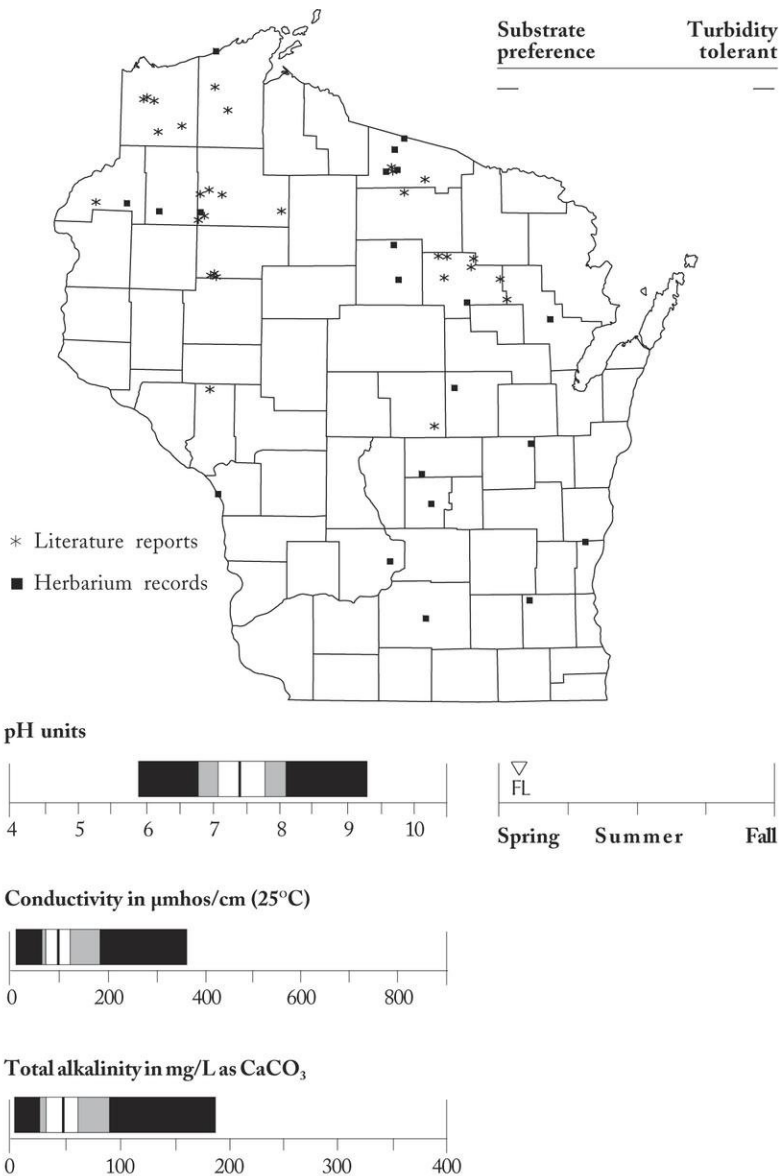 Substrate preference
Turbidity tolerant
—
—
* Literature reports
■ Herbarium records
pH units
4 5 6 7 8 9 10
FL
Spring Summer Fall
Conductivity in µmhos/cm (25°C)
0 200 400 600 800
Total alkalinity in mg/L as CaCO₃
0 100 200 300 400